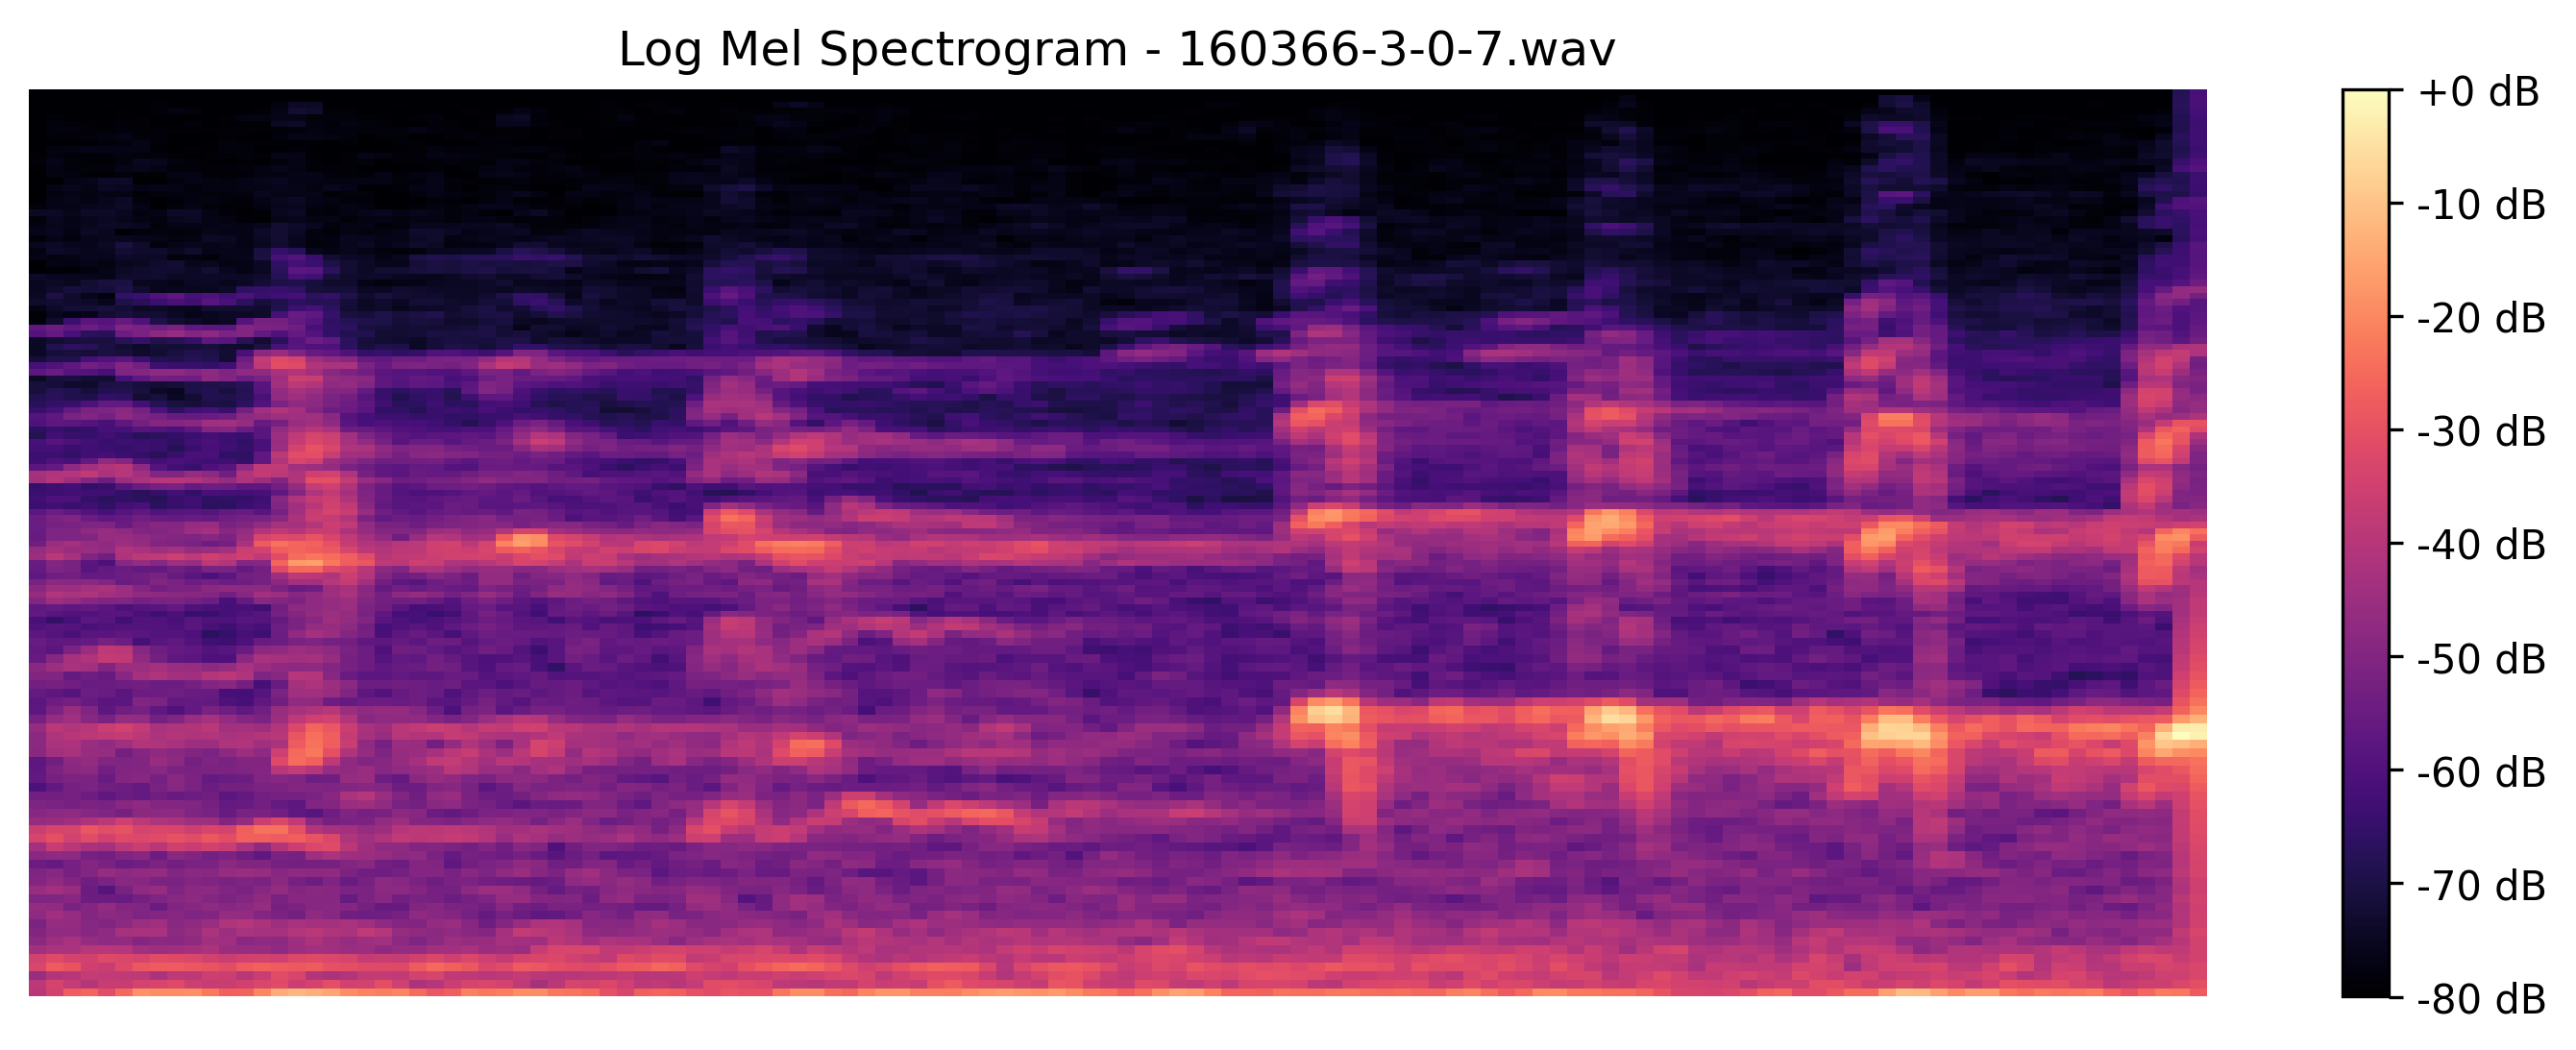 Log Mel Spectrogram - 160366-3-0-7.wav
+0 dB
-10 dB
-20 dB
-30 dB
-40 dB
-50 dB
-60 dB
-70 dB
-80 dB